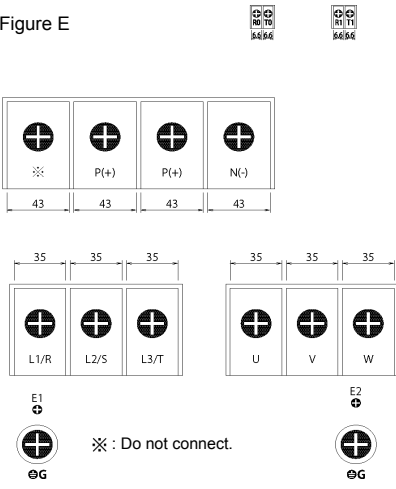 Figure E
R0 T0 R1 T1
6.6 6.6 6.6 6.6
※ P(+) P(+) N(-)
43 43 43 43
35 35 35 35 35 35
L1/R L2/S L3/T U V W
E1 E2
※ : Do not connect.
G G